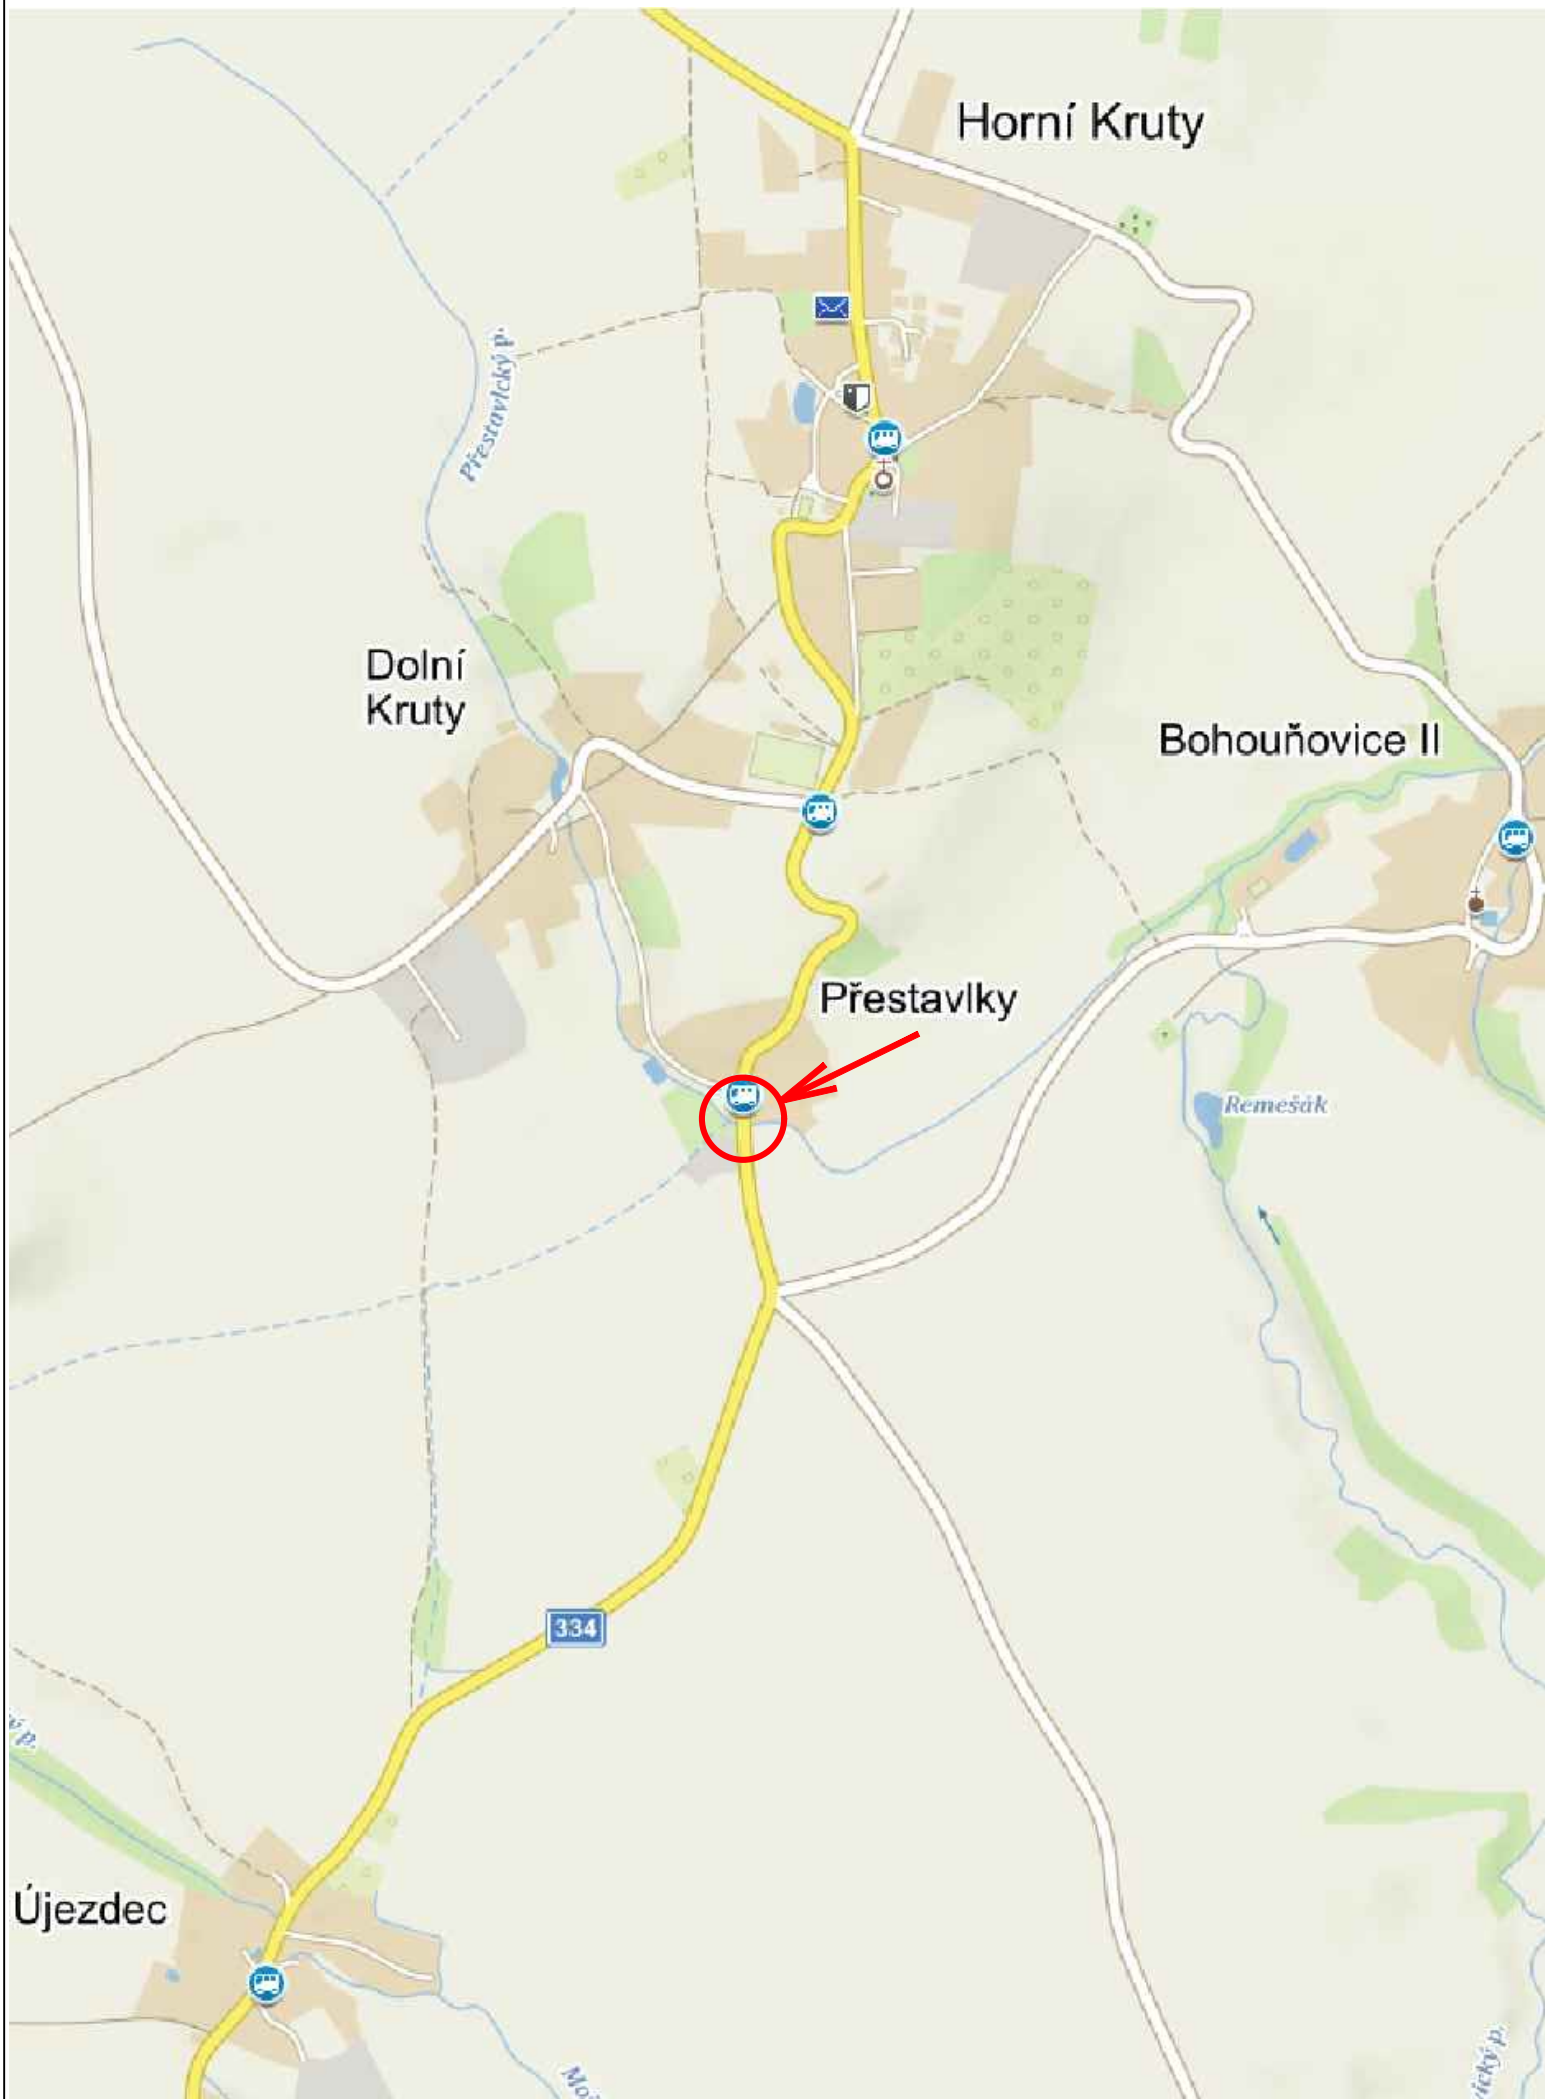 Horní Kruty
Přestavlcký p.
Dolní
Kruty
Bohouňovice II
Přestavlky
Remešák
334
ý p.
Újezdec